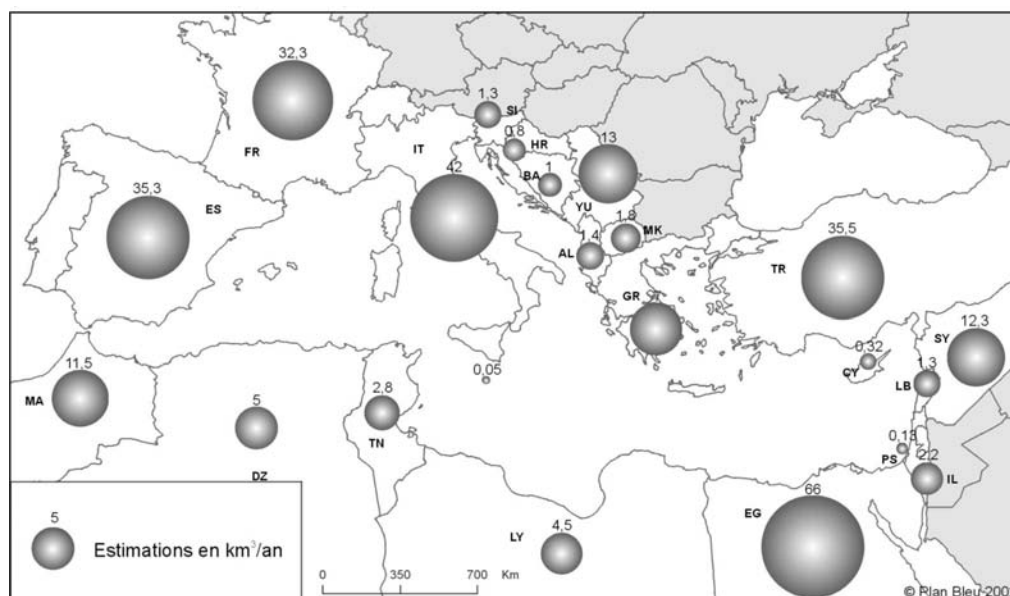 32,3
FR
1,3
SI
0,8
HR
IT
42
13
BA
1
YU
35,3
ES
1,8
MK
1,4
AL
GR
35,5
TR
12,3
SY
0,32
CY
1,3
LB
0,05
11,5
MA
5
DZ
2,8
TN
0,13
PS
2,2
IL
66
EG
4,5
LY
5
Estimations en km³/an
0 350 700 Km
© Plan Bleu